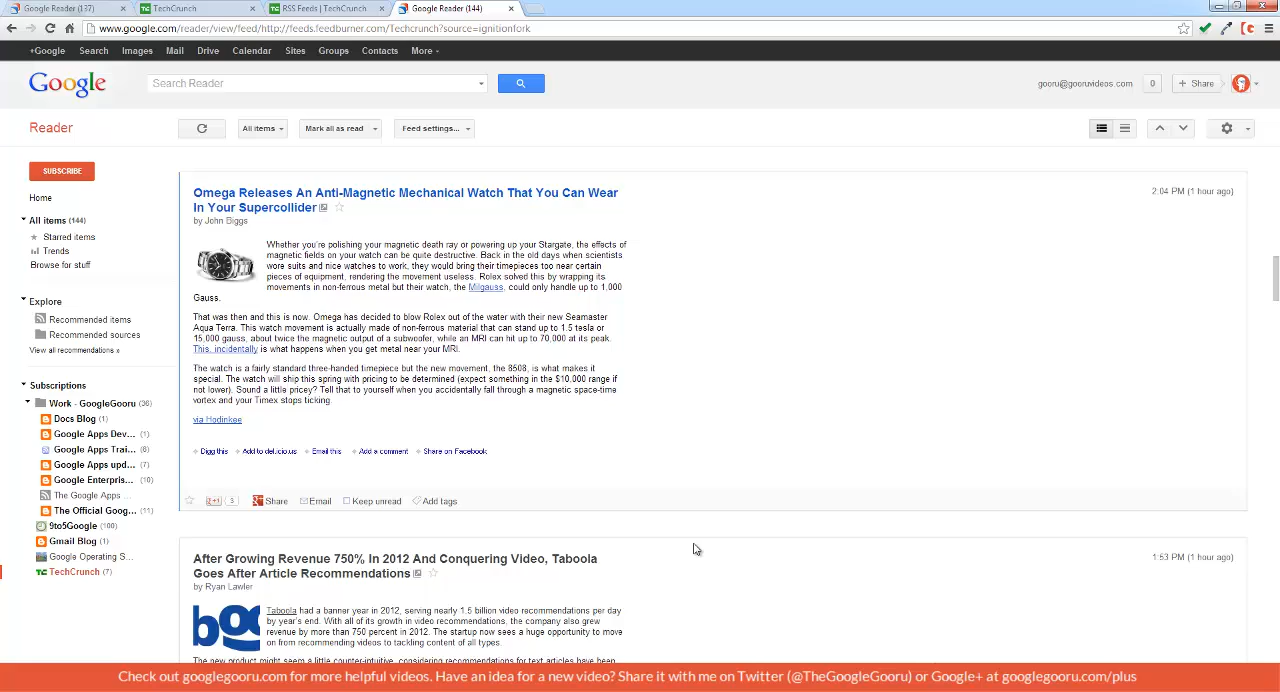 Google Reader (137)
TechCrunch
RSS Feeds | TechCrunch
Google Reader (144)
www.google.com/reader/view/feed/http://feeds.feedburner.com/Techcrunch?source=ignitionfork
+Google Search Images Mail Drive Calendar Sites Groups Contacts More
Google
Search Reader
gooru@gooruvideos.com
0
+ Share
Reader
All items
Mark all as read
Feed settings...
SUBSCRIBE
Home
All items (144)
Starred items
Trends
Browse for stuff
Explore
Recommended items
Recommended sources
View all recommendations »
Subscriptions
Work - GoogleGooru (36)
Docs Blog (1)
Google Apps Dev... (1)
Google Apps Trai... (6)
Google Apps upd... (7)
Google Enterpris... (10)
The Google Apps ...
The Official Goog... (11)
9to5Google (100)
Gmail Blog (1)
Google Operating S...
TechCrunch (7)
Omega Releases An Anti-Magnetic Mechanical Watch That You Can Wear
In Your Supercollider
2:04 PM (1 hour ago)
by John Biggs
Whether you're polishing your magnetic death ray or powering up your Stargate, the effects of
magnetic fields on your watch can be quite destructive. Back in the old days when scientists
wore suits and nice watches to work, they would bring their timepieces too near certain
pieces of equipment, rendering the movement useless. Rolex solved this by wrapping its
movements in non-ferrous metal but their watch, the Milgauss, could only handle up to 1,000
Gauss.
That was then and this is now. Omega has decided to blow Rolex out of the water with their new Seamaster
Aqua Terra. This watch movement is actually made of non-ferrous material that can stand up to 1.5 tesla or
15,000 gauss, about twice the magnetic output of a subwoofer, while an MRI can hit up to 70,000 at its peak.
This, incidentally is what happens when you get metal near your MRI.
The watch is a fairly standard three-handed timepiece but the new movement, the 8508, is what makes it
special. The watch will ship this spring with pricing to be determined (expect something in the $10,000 range if
not lower). Sound a little pricey? Tell that to yourself when you accidentally fall through a magnetic space-time
vortex and your Timex stops ticking.
via Hodinkee
Digg this Add to del.icio.us Email this Add a comment Share on Facebook
+1 3 Share Email Keep unread Add tags
After Growing Revenue 750% In 2012 And Conquering Video, Taboola
Goes After Article Recommendations
1:53 PM (1 hour ago)
by Ryan Lawler
Taboola had a banner year in 2012, serving nearly 1.5 billion video recommendations per day
by year's end. With all of its growth in video recommendations, the company also grew
revenue by more than 750 percent in 2012. The startup now sees a huge opportunity to move
on from recommending videos to tackling content of all types.
The new product might seem a little counter-intuitive, considering recommendations for text articles have been
Check out googlegooru.com for more helpful videos. Have an idea for a new video? Share it with me on Twitter (@TheGoogleGooru) or Google+ at googlegooru.com/plus